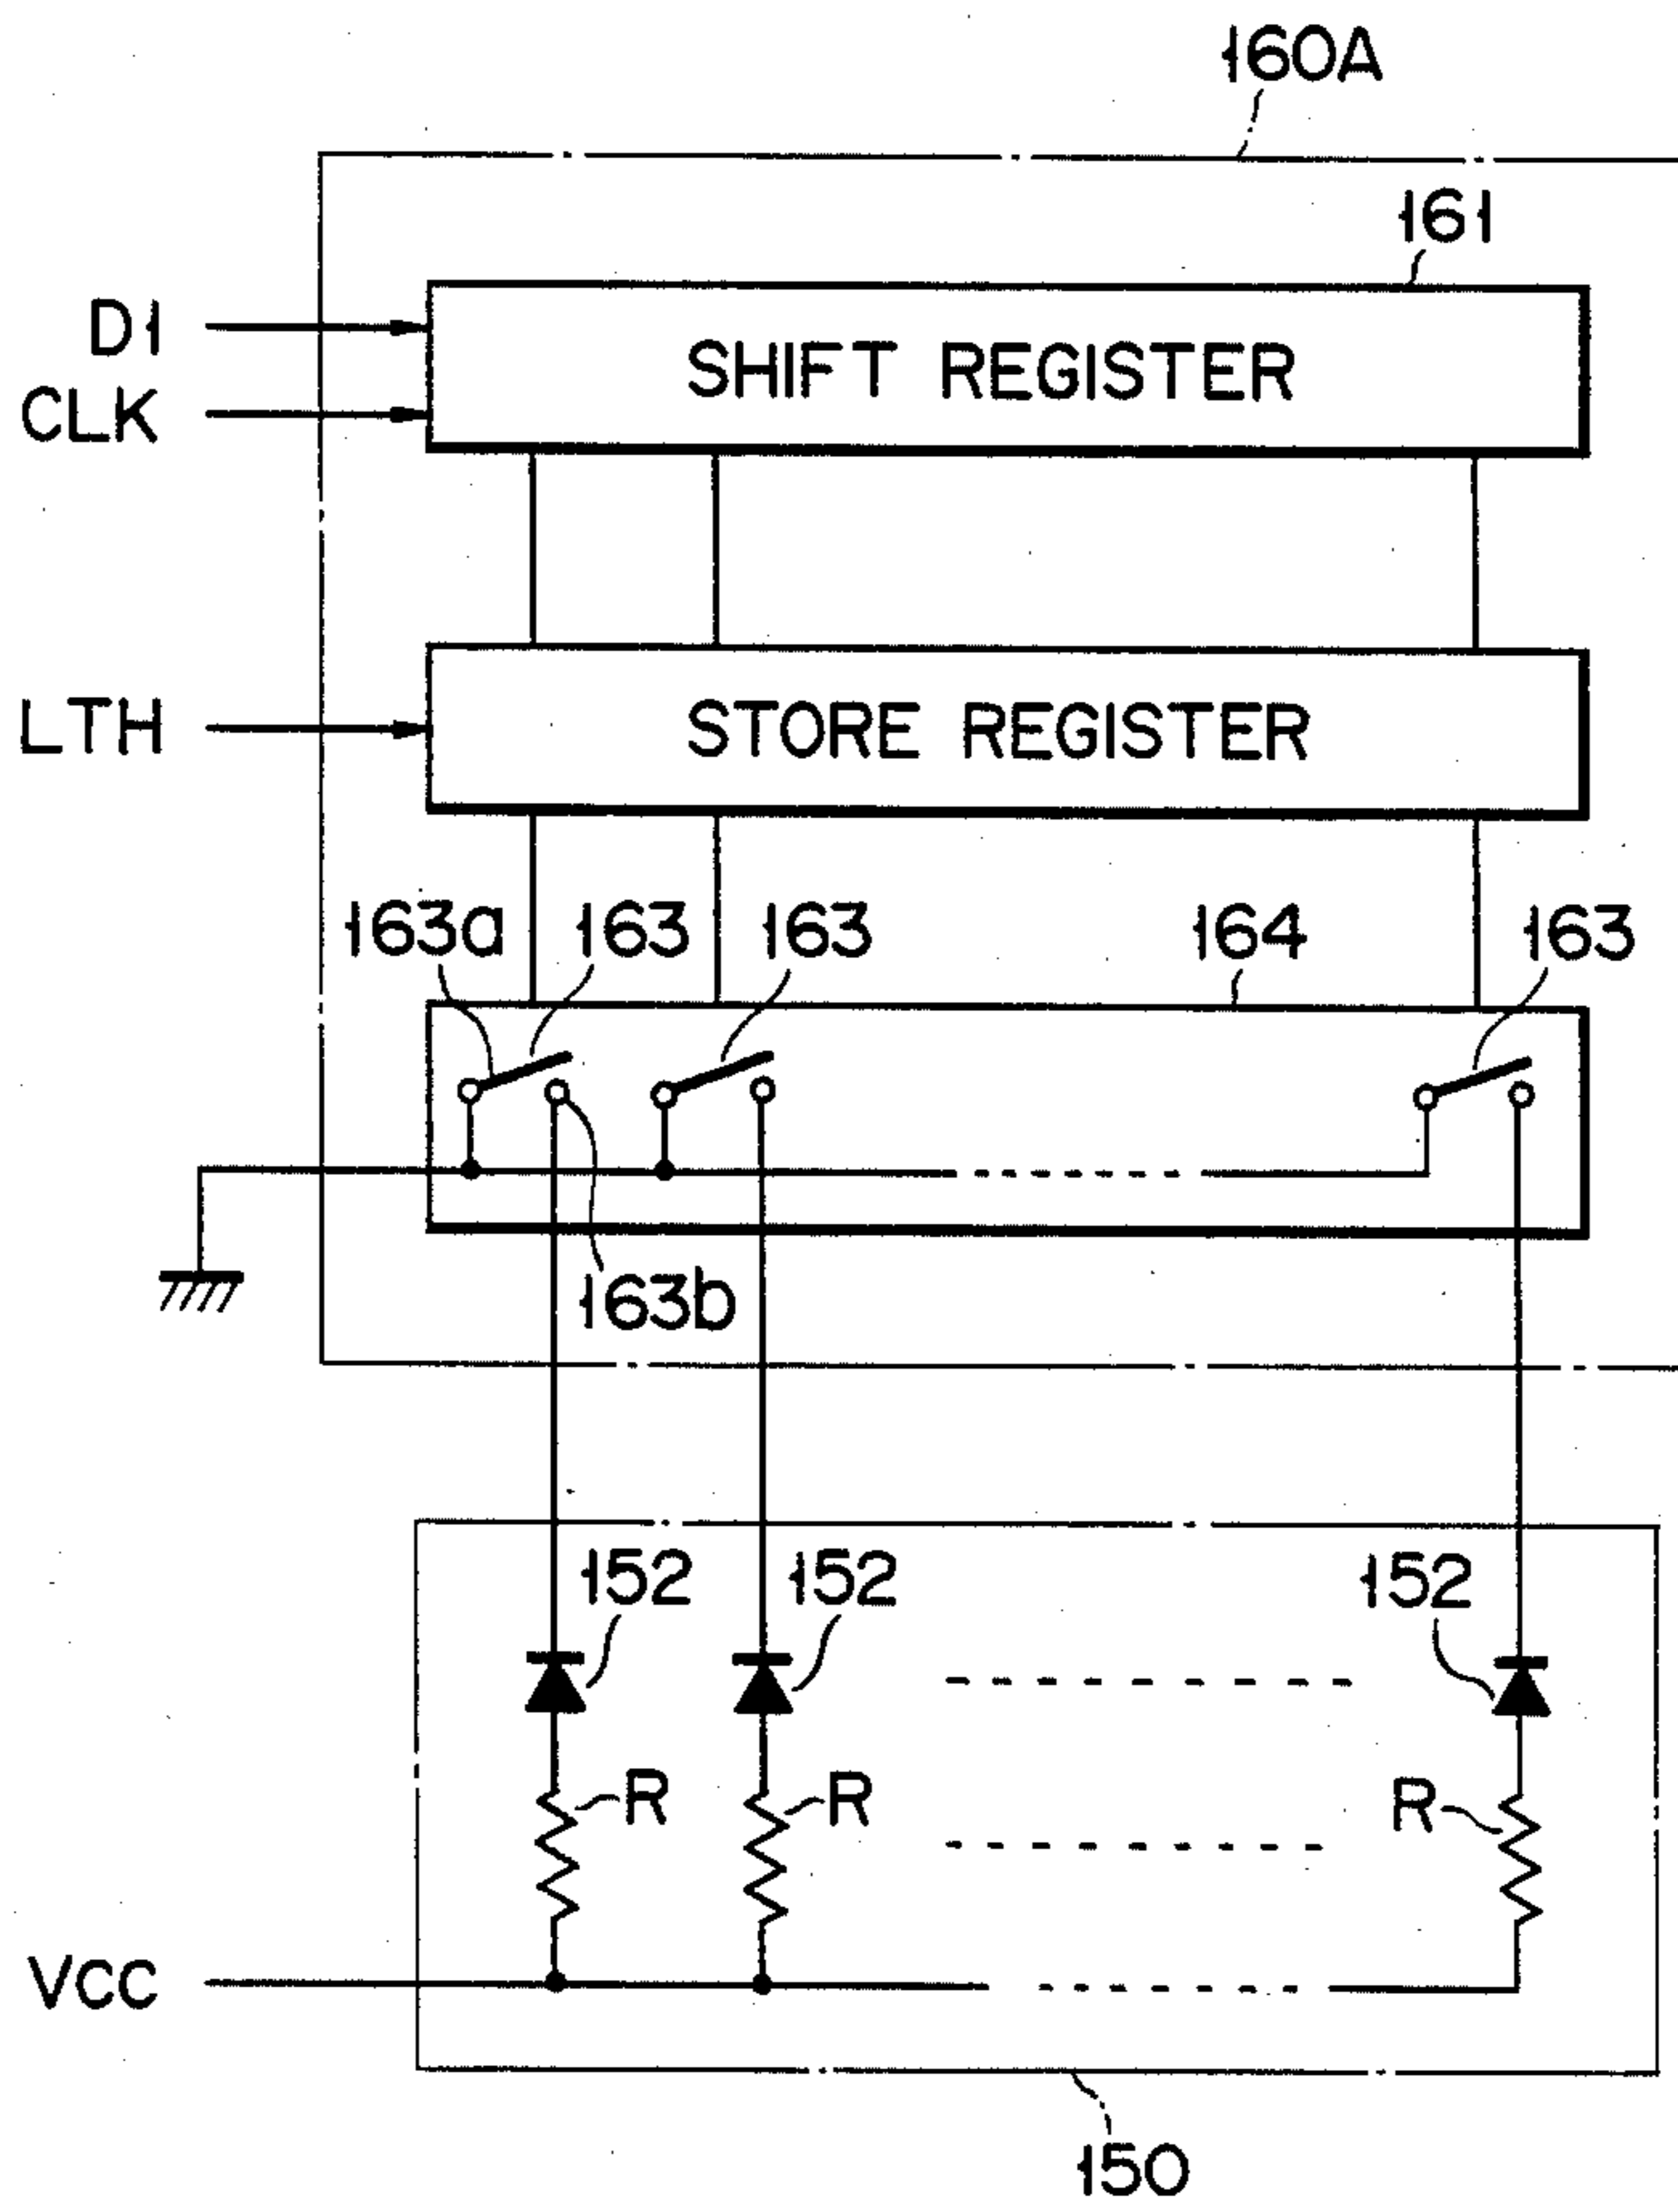 160A
161
D1
SHIFT REGISTER
CLK
LTH
STORE REGISTER
163a
163
163
164
163
163b
152
152
152
R
R
R
VCC
150